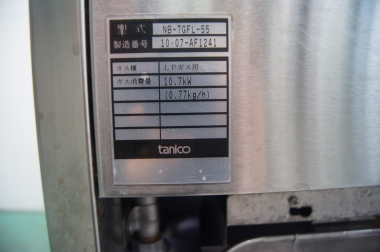 型式 NB-TGFL-55
製造番号 10-07-AF1241
ガス種 LPガス用
ガス消費量 10.7kW
(0.77kg/h)
tanico